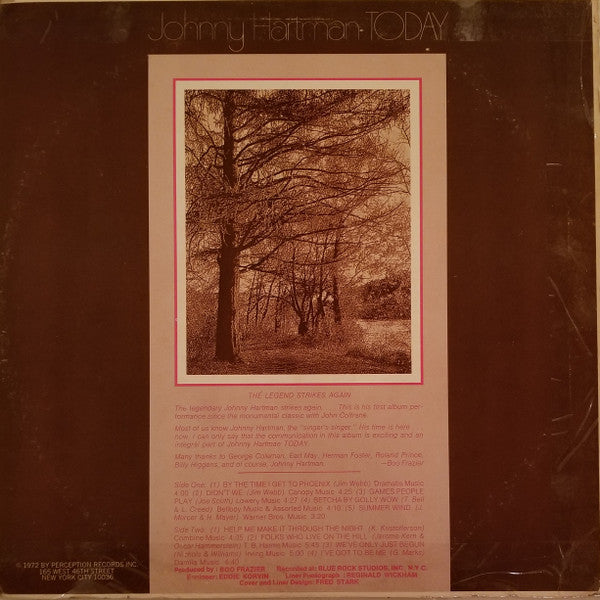 Johnny Hartman TODAY
THE LEGEND STRIKES AGAIN
The legendary Johnny Hartman strikes again. This is his first album per-
formance since the monumental classic with John Coltrane.
Most of us know Johnny Hartman, the "singer's singer." His time is here
now. I can only say that the communication in this album is exciting and an
integral part of Johnny Hartman TODAY.
Many thanks to George Coleman, Earl May, Herman Foster, Roland Prince,
Billy Higgins, and of course, Johnny Hartman. —Boo Frazier
Side One: (1) BY THE TIME I GET TO PHOENIX (Jim Webb) Dramatis Music
4:00 (2) DIDN'T WE (Jim Webb) Canopy Music 4:25 (3) GAMES PEOPLE
PLAY (Joe South) Lowery Music 4:27 (4) BETCHA BY GOLLY WOW (T. Bell
& L. Creed) Bellboy Music & Assorted Music 4:10 (5) SUMMER WIND (J.
Mercer & H. Mayer) Warner Bros. Music 3:20
Side Two: (1) HELP ME MAKE IT THROUGH THE NIGHT (K. Kristofferson)
Combine Music 4:35 (2) FOLKS WHO LIVE ON THE HILL (Jerome Kern &
Oscar Hammerstein) T. B. Harms Music 5:45 (3) WE'VE ONLY JUST BEGUN
(Nichols & Williams) Irving Music 5:00 (4) I'VE GOT TO BE ME (G. Marks)
Damila Music 4:40
Produced by: BOO FRAZIER Recorded at: BLUE ROCK STUDIOS, INC. N.Y.C.
Engineer: EDDIE KORVIN Liner Photograph: REGINALD WICKHAM
Cover and Liner Design: FRED STARK
© 1972 BY PERCEPTION RECORDS INC.
165 WEST 46TH STREET
NEW YORK CITY 10036